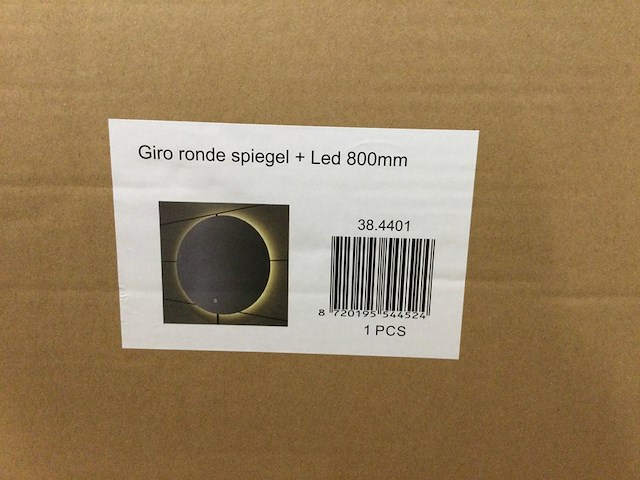 Giro ronde spiegel + Led 800mm
38.4401
8 720195 544524
1 PCS